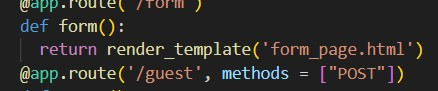 @app.route('/form')
def form():
  return render_template('form_page.html')
@app.route('/guest', methods = ["POST"])